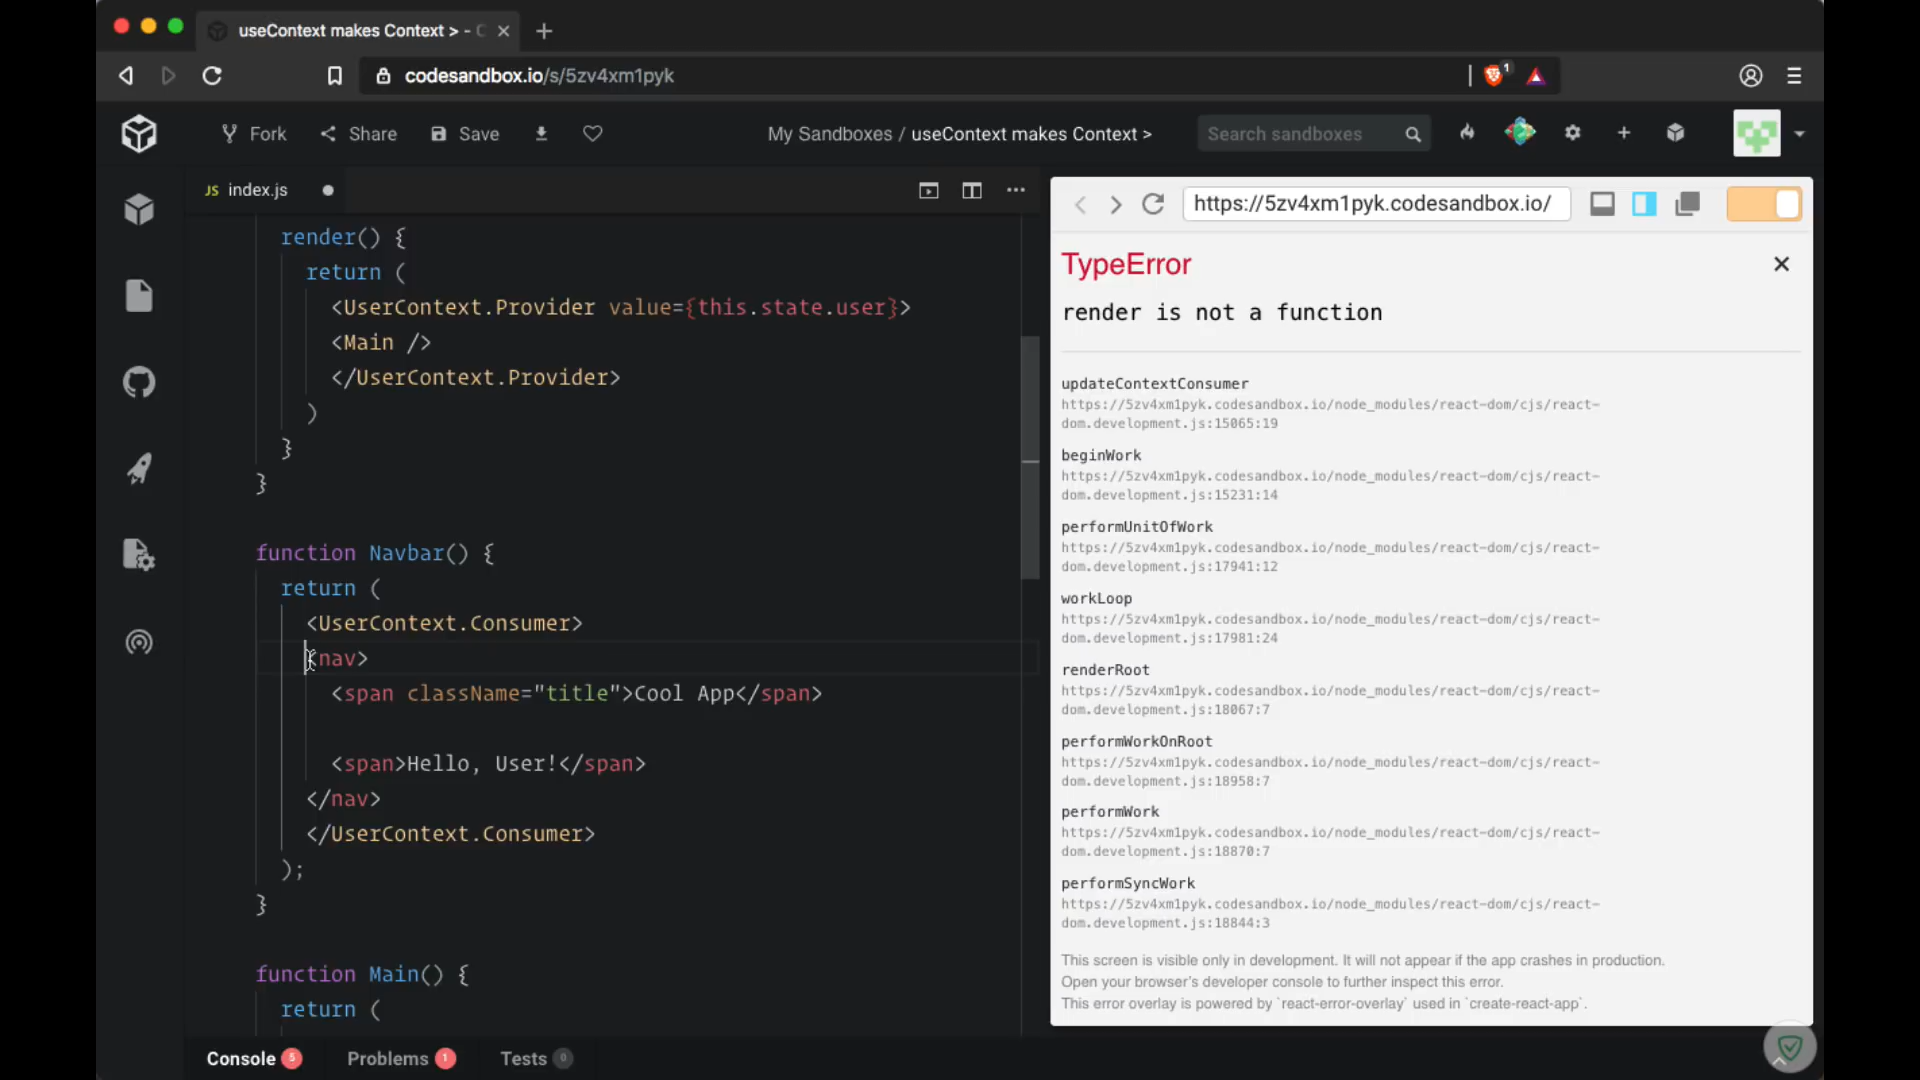 useContext makes Context > - C
codesandbox.io/s/5zv4xm1pyk
1
Fork
Share
Save
My Sandboxes / useContext makes Context >
Search sandboxes
JS index.js
https://5zv4xm1pyk.codesandbox.io/
render() {
return (
<UserContext.Provider value={this.state.user}>
<Main />
</UserContext.Provider>
)
}
}
function Navbar() {
return (
<UserContext.Consumer>
<nav>
<span className="title">Cool App</span>
<span>Hello, User!</span>
</nav>
</UserContext.Consumer>
);
}
function Main() {
return (
TypeError
render is not a function
updateContextConsumer
https://5zv4xm1pyk.codesandbox.io/node_modules/react-dom/cjs/react-
dom.development.js:15065:19
beginWork
https://5zv4xm1pyk.codesandbox.io/node_modules/react-dom/cjs/react-
dom.development.js:15231:14
performUnitOfWork
https://5zv4xm1pyk.codesandbox.io/node_modules/react-dom/cjs/react-
dom.development.js:17941:12
workLoop
https://5zv4xm1pyk.codesandbox.io/node_modules/react-dom/cjs/react-
dom.development.js:17981:24
renderRoot
https://5zv4xm1pyk.codesandbox.io/node_modules/react-dom/cjs/react-
dom.development.js:18067:7
performWorkOnRoot
https://5zv4xm1pyk.codesandbox.io/node_modules/react-dom/cjs/react-
dom.development.js:18958:7
performWork
https://5zv4xm1pyk.codesandbox.io/node_modules/react-dom/cjs/react-
dom.development.js:18870:7
performSyncWork
https://5zv4xm1pyk.codesandbox.io/node_modules/react-dom/cjs/react-
dom.development.js:18844:3
This screen is visible only in development. It will not appear if the app crashes in production.
Open your browser's developer console to further inspect this error.
This error overlay is powered by `react-error-overlay` used in `create-react-app`.
Console 5
Problems 1
Tests 0